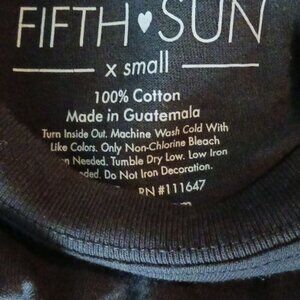 FIFTH ♥ SUN
x small
100% Cotton
Made in Guatemala
Turn Inside Out. Machine Wash Cold With
Like Colors. Only Non-Chlorine Bleach
Needed. Tumble Dry Low. Low Iron
Do Not Iron Decoration.
RN#111647